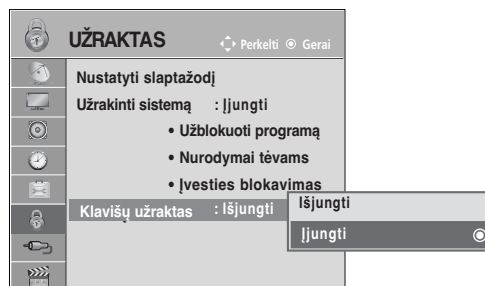 UŽRAKTAS
Perkelti Gerai
Nustatyti slaptažodį
Užrakinti sistemą : Įjungti
• Užblokuoti programą
• Nurodymai tėvams
• Įvesties blokavimas
Klavišų užraktas : Išjungti
Išjungti
Įjungti